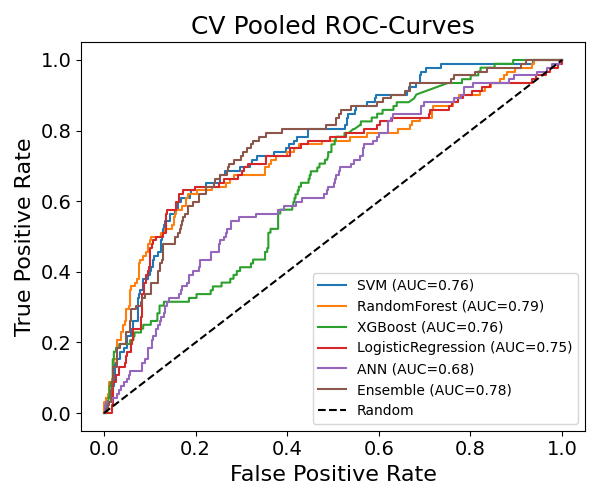 CV Pooled ROC-Curves
True Positive Rate
1.0
0.8
0.6
0.4
0.2
0.0
SVM (AUC=0.76)
RandomForest (AUC=0.79)
XGBoost (AUC=0.76)
LogisticRegression (AUC=0.75)
ANN (AUC=0.68)
Ensemble (AUC=0.78)
Random
0.0 0.2 0.4 0.6 0.8 1.0
False Positive Rate